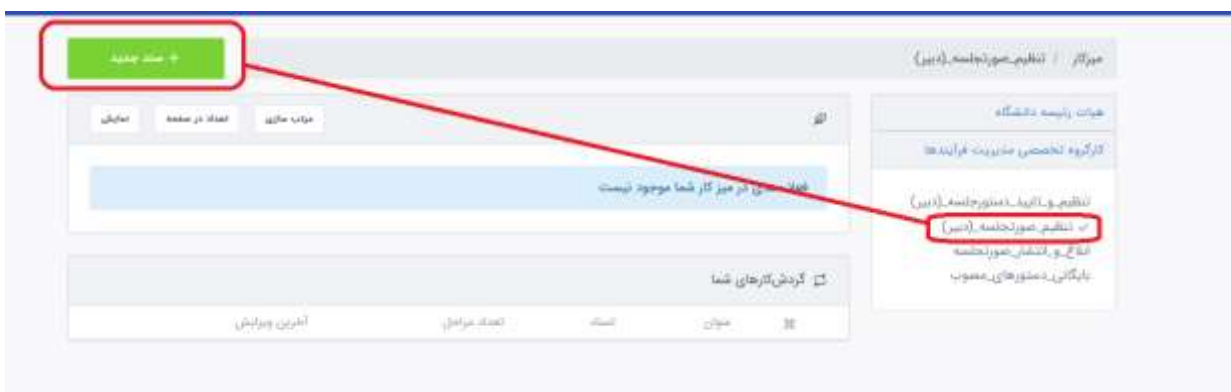 میزکار / تنظیم_صورتجلسه_(دبیر)
+ سند جدید
هیات رئیسه دانشگاه
کارگروه تخصصی مدیریت فرآیندها
تنظیم_و_تایید_دستورجلسه_(دبیر)
✓ تنظیم_صورتجلسه_(دبیر)
ابلاغ_و_انتشار_صورتجلسه
بایگانی_دستورهای_مصوب
مرتب سازی
تعداد در صفحه
نمایش
در میز کار شما موجود نیست
گردش‌کارهای شما
عنوان
اسناد
تعداد مراحل
آخرین ویرایش